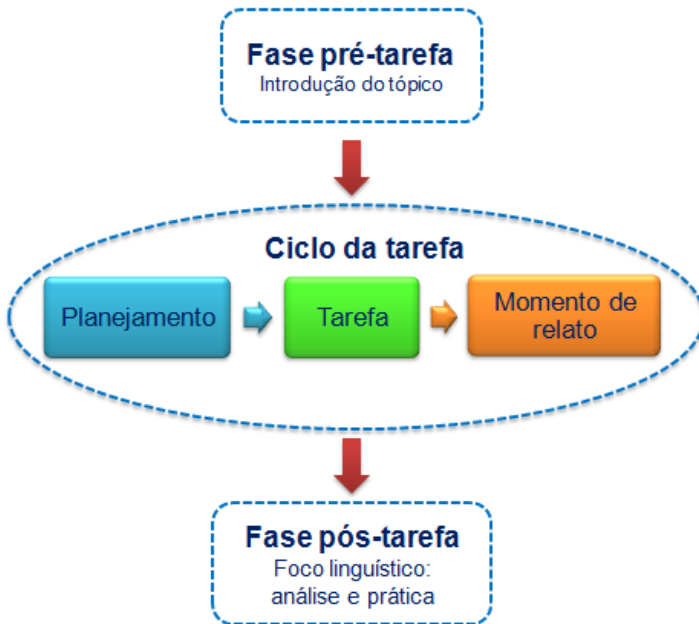 Fase pré-tarefa
Introdução do tópico
Ciclo da tarefa
Planejamento
Tarefa
Momento de
relato
Fase pós-tarefa
Foco linguístico:
análise e prática